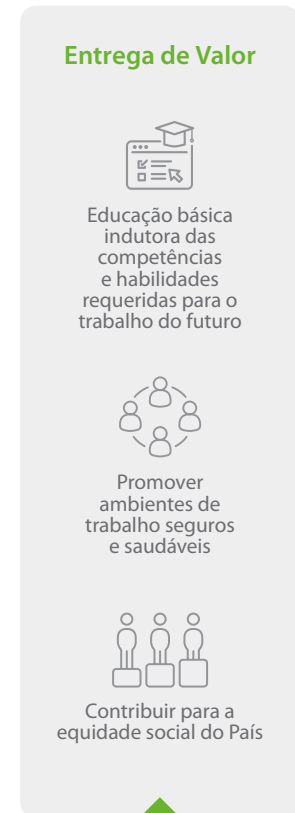 Entrega de Valor
Educação básica
indutora das
competências
e habilidades
requeridas para o
trabalho do futuro
Promover
ambientes de
trabalho seguros
e saudáveis
Contribuir para a
equidade social do País